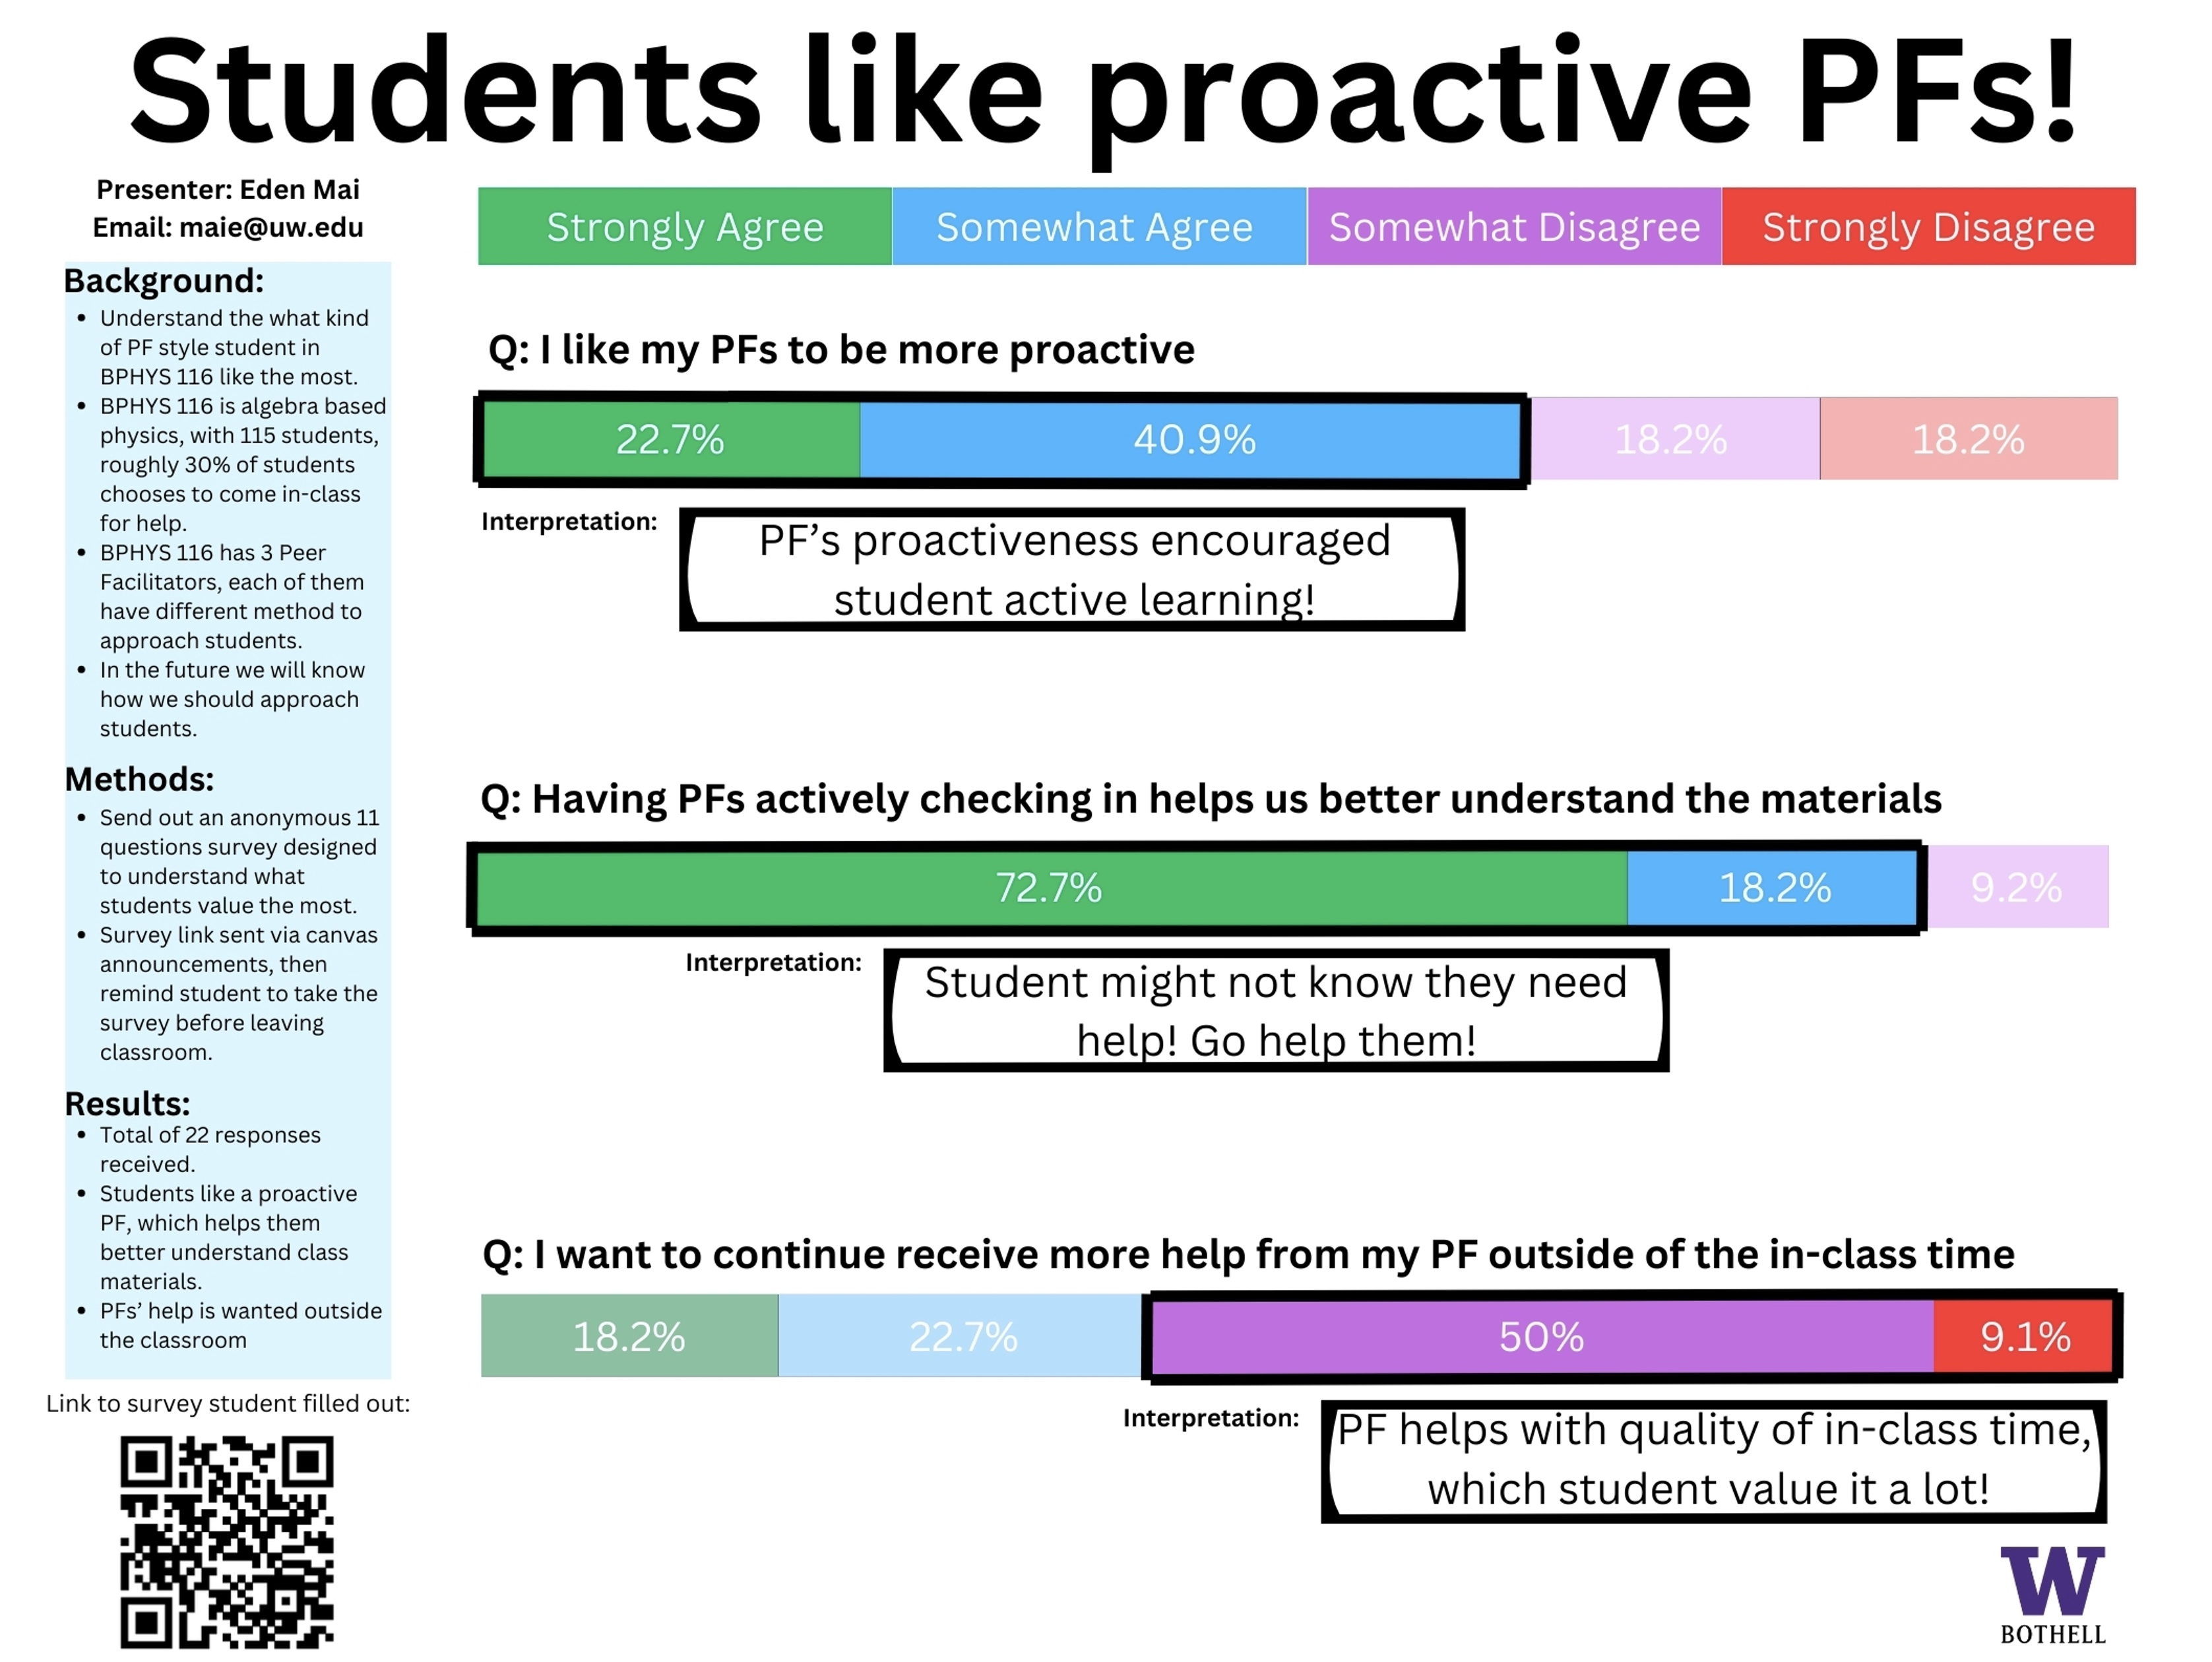 Students like proactive PFs!
Presenter: Eden Mai
Email: maie@uw.edu
Background:
• Understand the what kind
of PF style student in
BPHYS 116 like the most.
• BPHYS 116 is algebra based
physics, with 115 students,
roughly 30% of students
chooses to come in-class
for help.
• BPHYS 116 has 3 Peer
Facilitators, each of them
have different method to
approach students.
• In the future we will know
how we should approach
students.
Methods:
• Send out an anonymous 11
questions survey designed
to understand what
students value the most.
• Survey link sent via canvas
announcements, then
remind student to take the
survey before leaving
classroom.
Results:
• Total of 22 responses
received.
• Students like a proactive
PF, which helps them
better understand class
materials.
• PFs’ help is wanted outside
the classroom
Link to survey student filled out:
Strongly Agree Somewhat Agree Somewhat Disagree Strongly Disagree
Q: I like my PFs to be more proactive
22.7% 40.9% 18.2% 18.2%
Interpretation:
PF’s proactiveness encouraged
student active learning!
Q: Having PFs actively checking in helps us better understand the materials
72.7% 18.2% 9.2%
Interpretation:
Student might not know they need
help! Go help them!
Q: I want to continue receive more help from my PF outside of the in-class time
18.2% 22.7% 50% 9.1%
Interpretation:
PF helps with quality of in-class time,
which student value it a lot!
W
BOTHELL